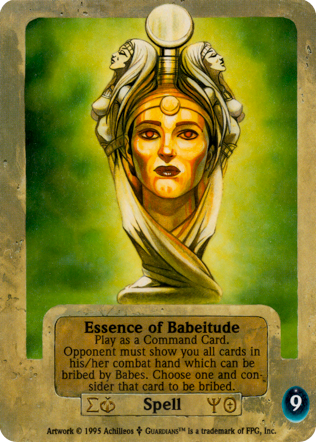 Essence of Babeitude
Play as a Command Card.
Opponent must show you all cards in
his/her combat hand which can be
bribed by Babes. Choose one and con-
sider that card to be bribed.
Spell
9
Artwork © 1995 Achilleos Guardians™ is a trademark of FPG, Inc.